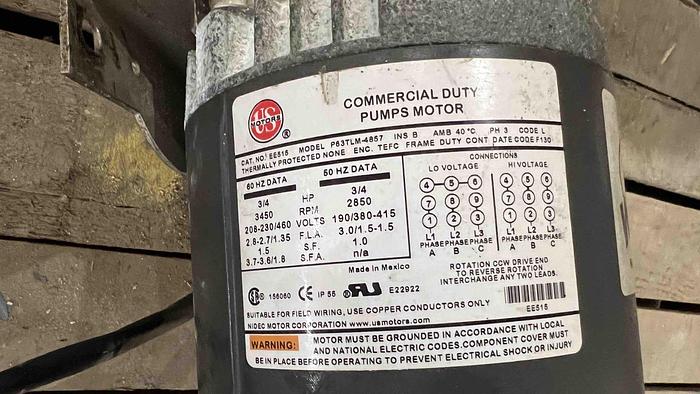 US
MOTORS
®
COMMERCIAL DUTY
PUMPS MOTOR
CAT. NO. EE515 MODEL P63TLM-4857 INS B AMB 40 °C PH 3 CODE L
THERMALLY PROTECTED NONE ENC. TEFC FRAME DUTY CONT DATE CODE F130
60 HZ DATA 50 HZ DATA
3/4 HP 3/4
3450 RPM 2850
208-230/460 VOLTS 190/380-415
2.8-2.7/1.35 F.L.A. 3.0/1.5-1.5
1.5 S.F. 1.0
3.7-3.6/1.8 S.F.A. n/a
Made in Mexico
CONNECTIONS
LO VOLTAGE HI VOLTAGE
4 5 6 4 5 6
7 8 9 7 8 9
1 2 3 1 2 3
L1 L2 L3 L1 L2 L3
PHASE PHASE PHASE PHASE PHASE PHASE
A B C A B C
ROTATION CCW DRIVE END
TO REVERSE ROTATION
INTERCHANGE ANY TWO LEADS.
EE515
® 156060 CE IP 55 ® E22922
SUITABLE FOR FIELD WIRING, USE COPPER CONDUCTORS ONLY
NIDEC MOTOR CORPORATION www.usmotors.com
WARNING: MOTOR MUST BE GROUNDED IN ACCORDANCE WITH LOCAL
AND NATIONAL ELECTRIC CODES. COMPONENT COVER MUST
BE IN PLACE BEFORE OPERATING TO PREVENT ELECTRICAL SHOCK OR INJURY